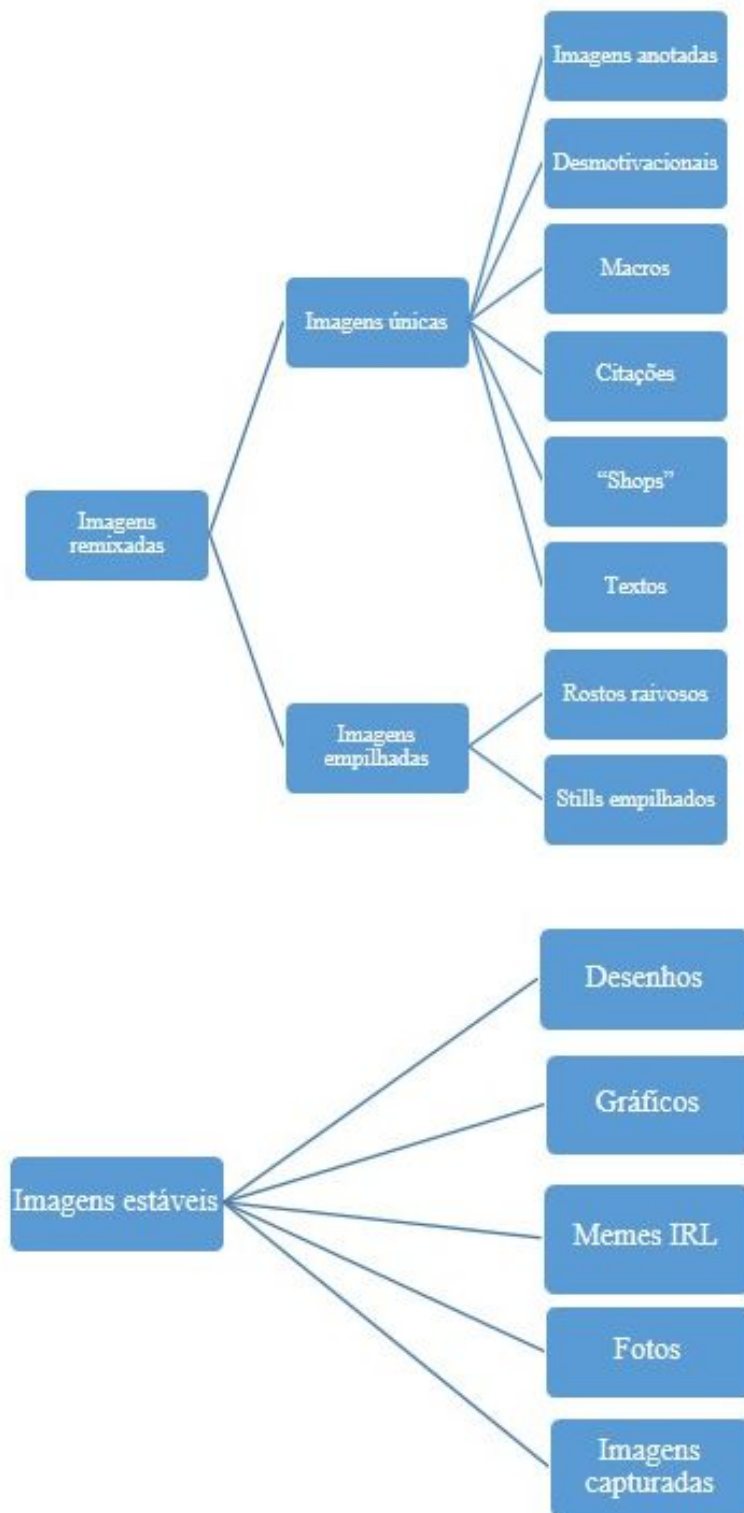 Imagens anotadas
Desmotivacionais
Macros
Imagens únicas
Citações
“Shops”
Imagens
remixadas
Textos
Rostos raivosos
Imagens
empilhadas
Stills empilhados
Desenhos
Gráficos
Imagens estáveis
Memes IRL
Fotos
Imagens
capturadas